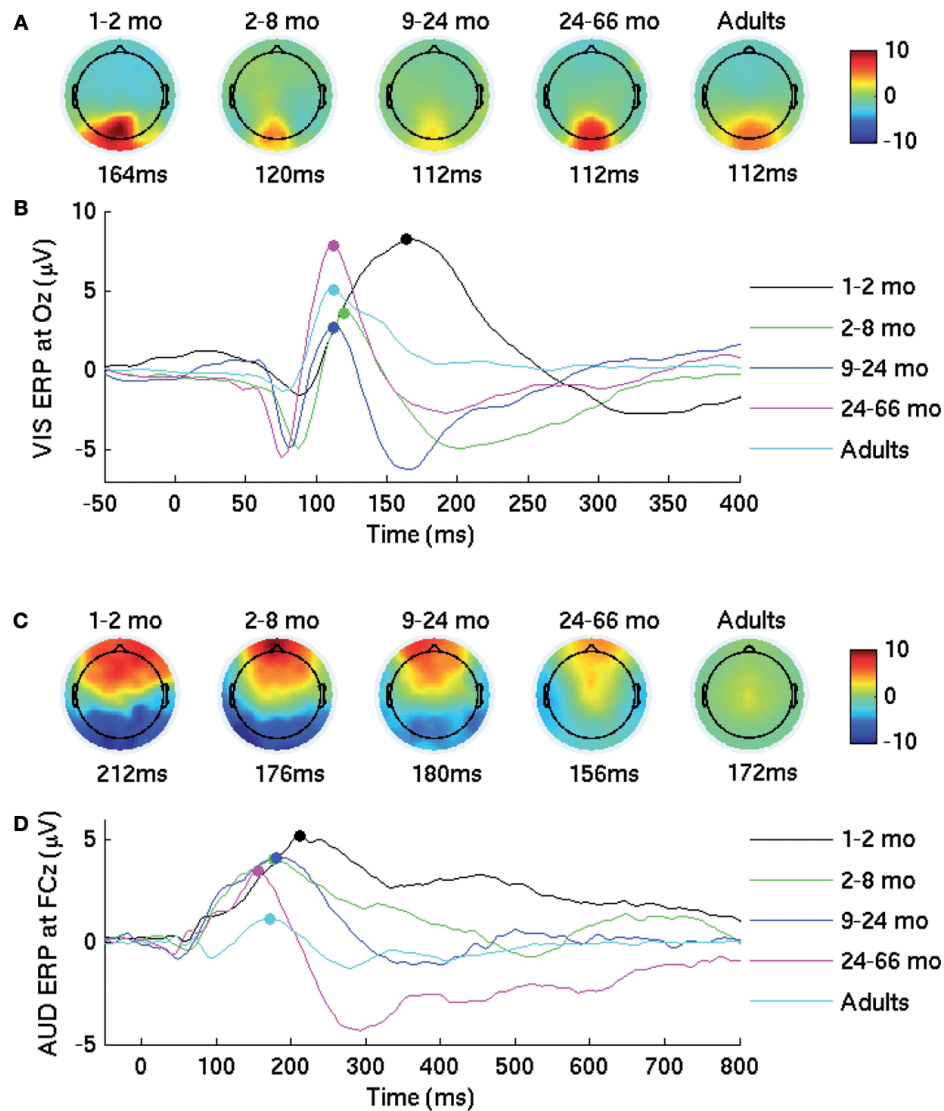 A
1-2 mo 2-8 mo 9-24 mo 24-66 mo Adults
10
0
-10
164ms 120ms 112ms 112ms 112ms
B
VIS ERP at Oz (µV)
10
5
0
-5
-50 0 50 100 150 200 250 300 350 400
Time (ms)
1-2 mo
2-8 mo
9-24 mo
24-66 mo
Adults
C
1-2 mo 2-8 mo 9-24 mo 24-66 mo Adults
10
0
-10
212ms 176ms 180ms 156ms 172ms
D
AUD ERP at FCz (µV)
5
0
-5
0 100 200 300 400 500 600 700 800
Time (ms)
1-2 mo
2-8 mo
9-24 mo
24-66 mo
Adults